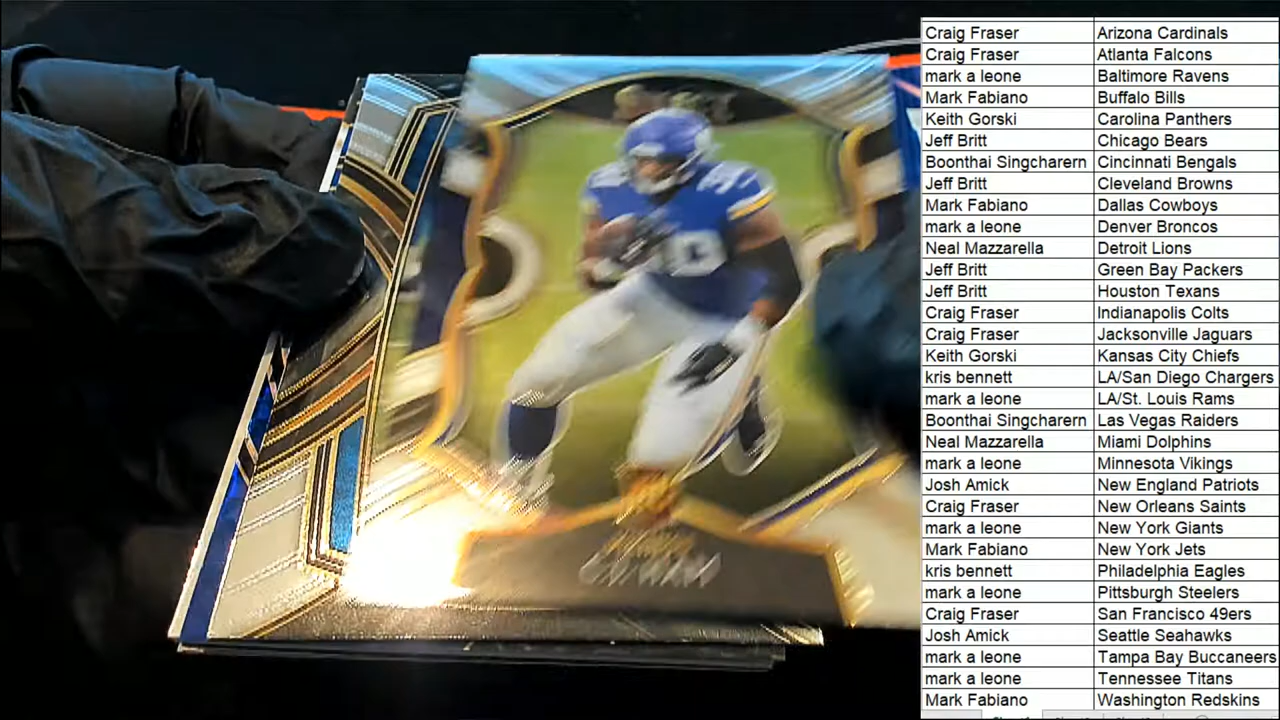 Craig Fraser Arizona Cardinals
Craig Fraser Atlanta Falcons
mark a leone Baltimore Ravens
Mark Fabiano Buffalo Bills
Keith Gorski Carolina Panthers
Jeff Britt Chicago Bears
Boonthai Singcharern Cincinnati Bengals
Jeff Britt Cleveland Browns
Mark Fabiano Dallas Cowboys
mark a leone Denver Broncos
Neal Mazzarella Detroit Lions
Jeff Britt Green Bay Packers
Jeff Britt Houston Texans
Craig Fraser Indianapolis Colts
Craig Fraser Jacksonville Jaguars
Keith Gorski Kansas City Chiefs
kris bennett LA/San Diego Chargers
mark a leone LA/St. Louis Rams
Boonthai Singcharern Las Vegas Raiders
Neal Mazzarella Miami Dolphins
mark a leone Minnesota Vikings
Josh Amick New England Patriots
Craig Fraser New Orleans Saints
mark a leone New York Giants
Mark Fabiano New York Jets
kris bennett Philadelphia Eagles
mark a leone Pittsburgh Steelers
Craig Fraser San Francisco 49ers
Josh Amick Seattle Seahawks
mark a leone Tampa Bay Buccaneers
mark a leone Tennessee Titans
Mark Fabiano Washington Redskins